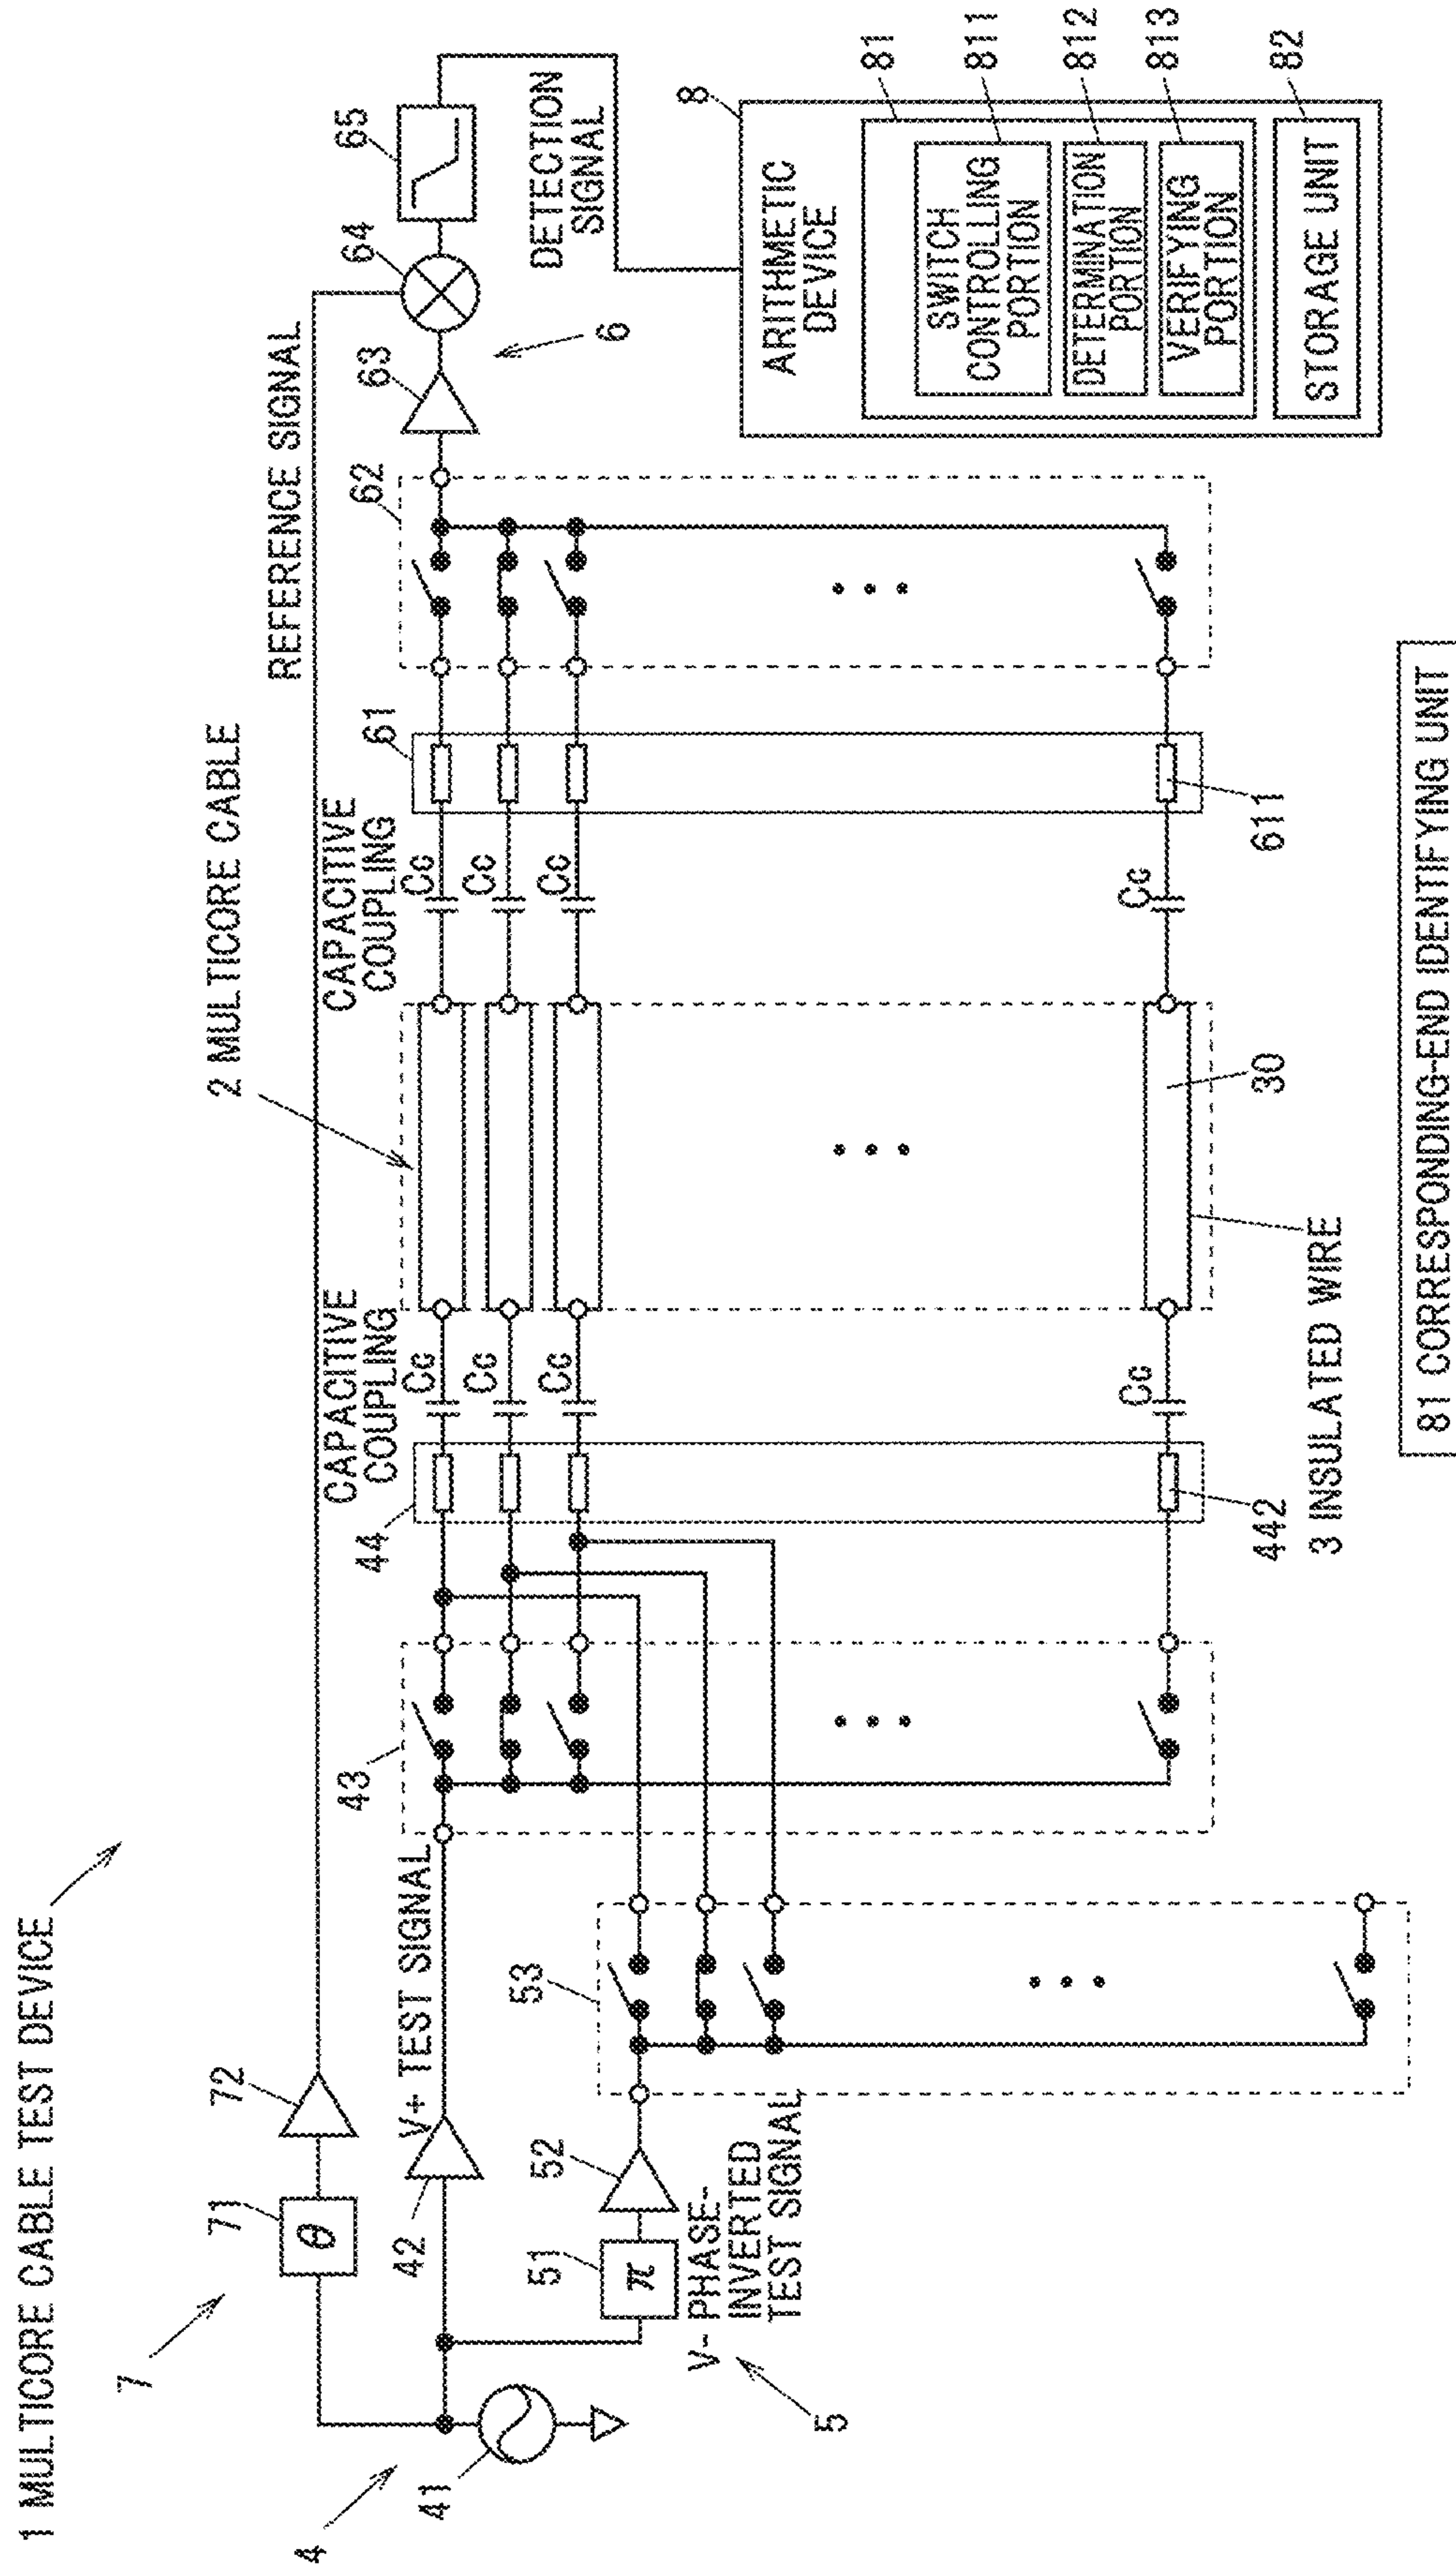 1 MULTICORE CABLE TEST DEVICE
7
71
θ
72
4
41
42
V+ TEST SIGNAL
5
51
π
52
V- PHASE-
INVERTED
TEST SIGNAL
53
43
44
442
CAPACITIVE
COUPLING
CC
CC
CC
CC
2 MULTICORE CABLE
30
3 INSULATED WIRE
CAPACITIVE
COUPLING
CC
CC
CC
CC
61
611
62
REFERENCE SIGNAL
63
6
64
65
DETECTION
SIGNAL
8
ARITHMETIC
DEVICE
81
SWITCH
CONTROLLING
PORTION
811
DETERMINATION
PORTION
812
VERIFYING
PORTION
813
STORAGE UNIT
82
81 CORRESPONDING-END IDENTIFYING UNIT